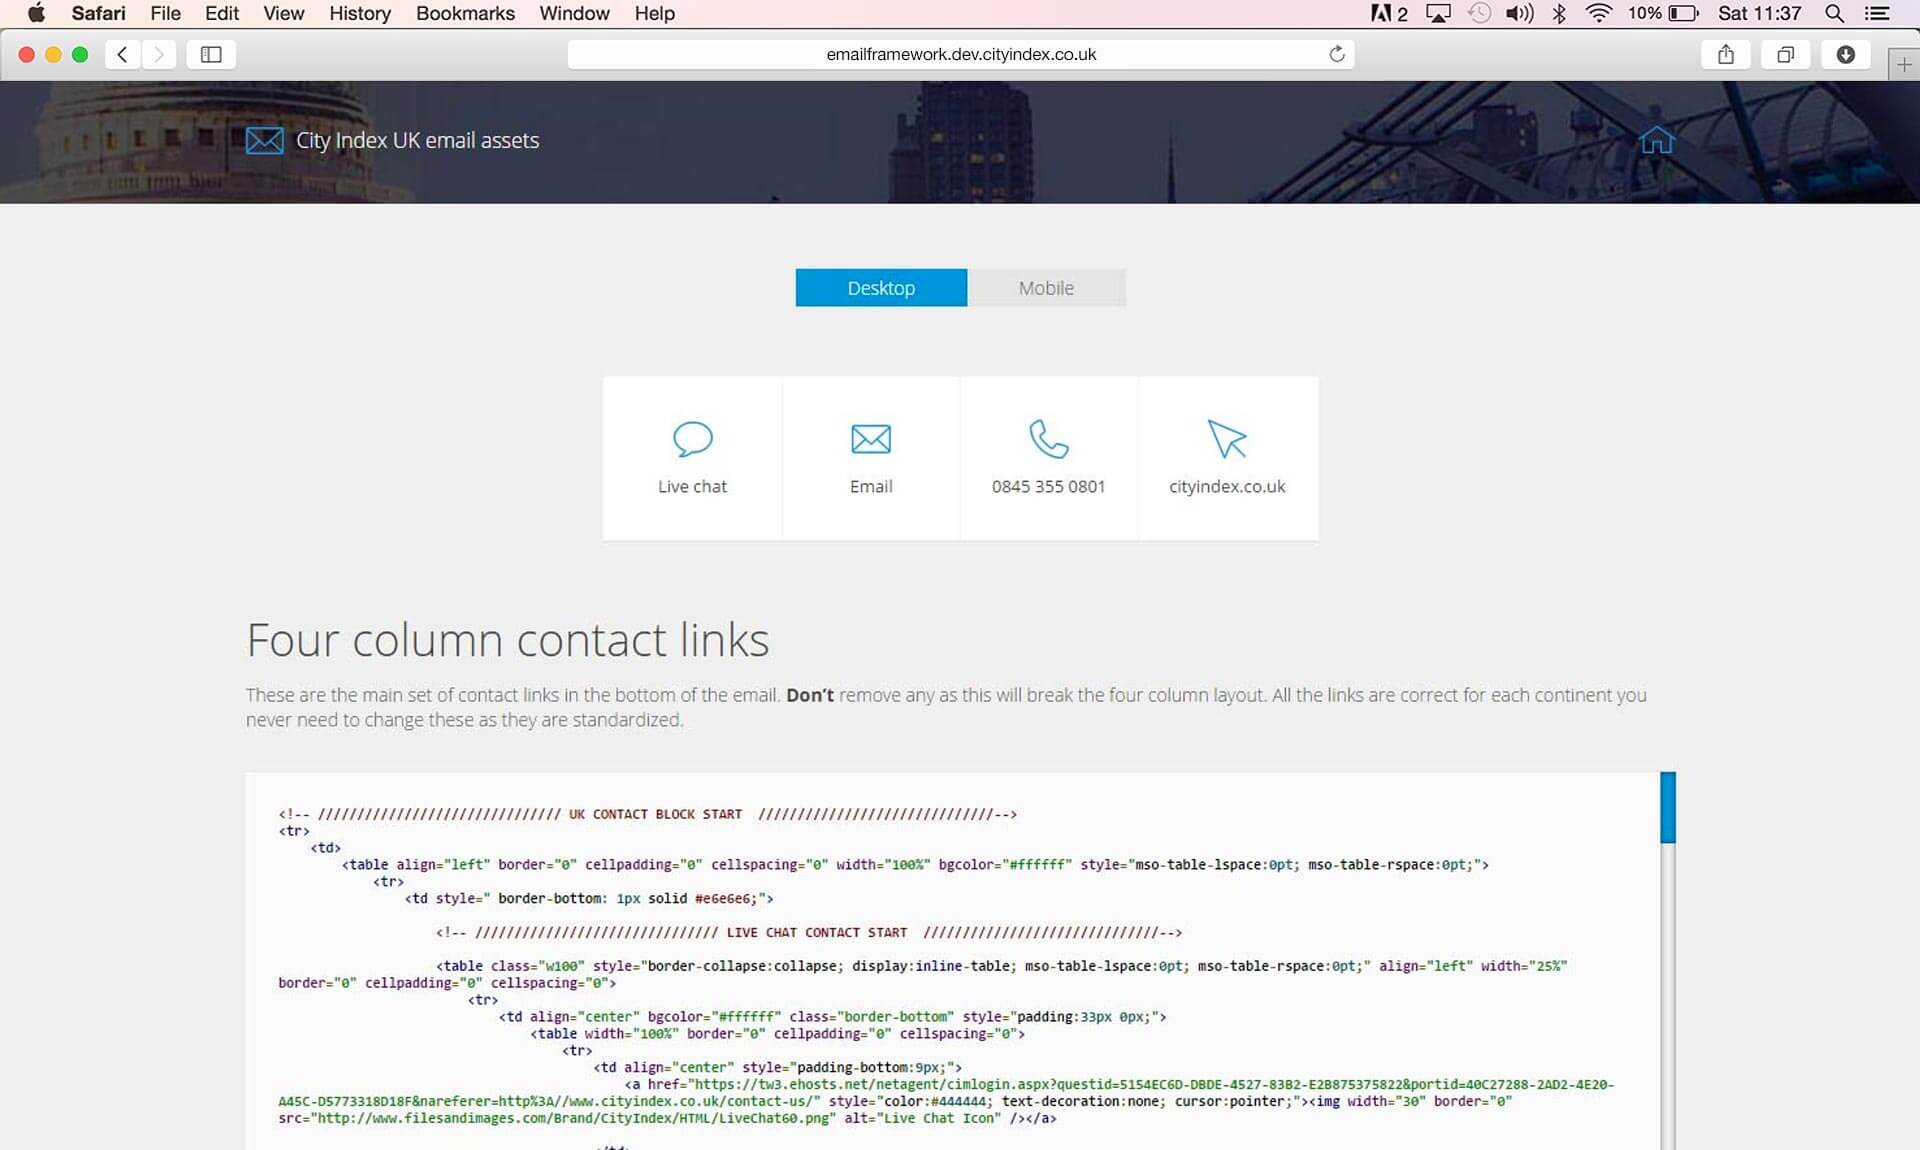 Safari File Edit View History Bookmarks Window Help 2 10% Sat 11:37
emailframework.dev.cityindex.co.uk
City Index UK email assets
Desktop Mobile
Live chat Email 0845 355 0801 cityindex.co.uk
Four column contact links
These are the main set of contact links in the bottom of the email. Don't remove any as this will break the four column layout. All the links are correct for each continent you
never need to change these as they are standardized.
<!-- /////////////////////////////// UK CONTACT BLOCK START //////////////////////////////-->
<tr>
<td>
<table align="left" border="0" cellpadding="0" cellspacing="0" width="100%" bgcolor="#ffffff" style="mso-table-lspace:0pt; mso-table-rspace:0pt;">
<tr>
<td style=" border-bottom: 1px solid #e6e6e6;">
<!-- /////////////////////////////// LIVE CHAT CONTACT START //////////////////////////////-->
<table class="w100" style="border-collapse:collapse; display:inline-table; mso-table-lspace:0pt; mso-table-rspace:0pt;" align="left" width="25%"
border="0" cellpadding="0" cellspacing="0">
<tr>
<td align="center" bgcolor="#ffffff" class="border-bottom" style="padding:33px 0px;">
<table width="100%" border="0" cellpadding="0" cellspacing="0">
<tr>
<td align="center" style="padding-bottom:9px;">
<a href="https://tw3.ehosts.net/netagent/cimlogin.aspx?questid=5154EC6D-DBDE-4527-83B2-E2B875375822&portid=40C27288-2AD2-4E20-
A45C-D5773318D18F&nareferer=http%3A//www.cityindex.co.uk/contact-us/" style="color:#444444; text-decoration:none; cursor:pointer;"><img width="30" border="0"
src="http://www.filesandimages.com/Brand/CityIndex/HTML/LiveChat60.png" alt="Live Chat Icon" /></a>